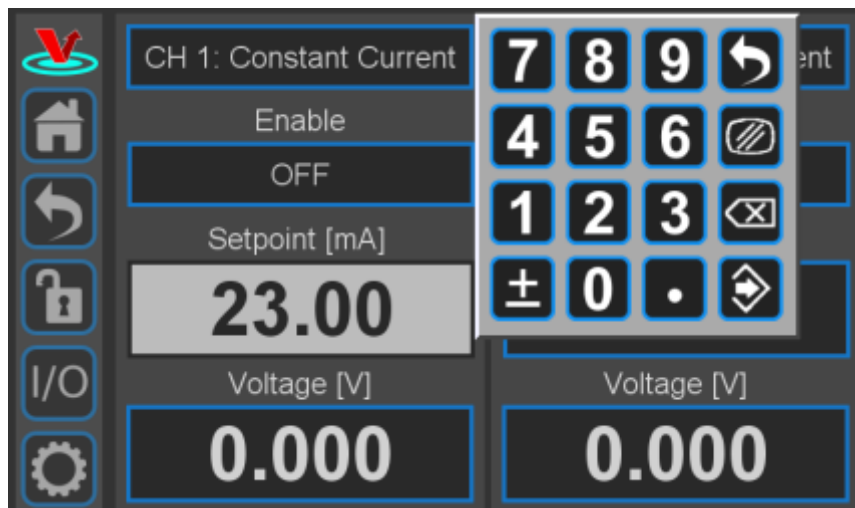 CH 1: Constant Current
ent
7 8 9
Enable
4 5 6
OFF
1 2 3
Setpoint [mA]
± 0 .
23.00
I/O
Voltage [V] Voltage [V]
0.000 0.000